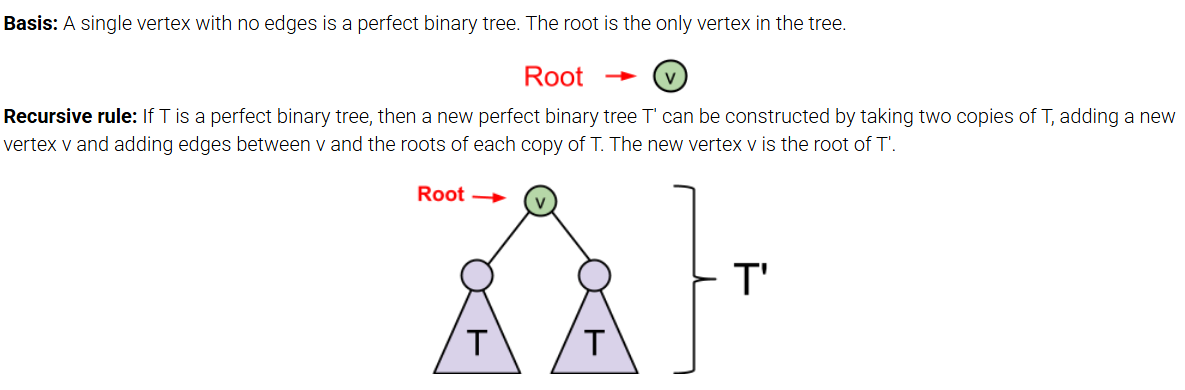 Basis: A single vertex with no edges is a perfect binary tree. The root is the only vertex in the tree.
Root
v
Recursive rule: If T is a perfect binary tree, then a new perfect binary tree T' can be constructed by taking two copies of T, adding a new
vertex v and adding edges between v and the roots of each copy of T. The new vertex v is the root of T'.
Root
v
T'
T T